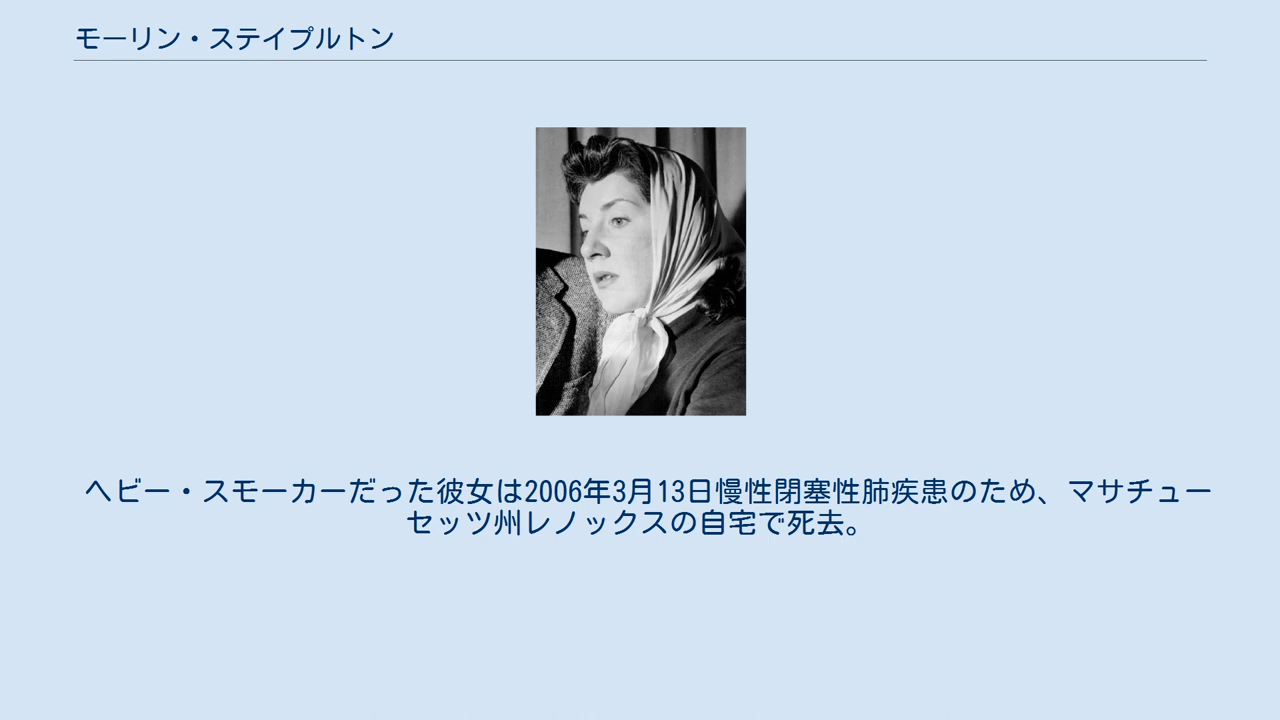 モーリン・ステイプルトン
ヘビー・スモーカーだった彼女は2006年3月13日慢性閉塞性肺疾患のため、マサチュー
セッツ州レノックスの自宅で死去。